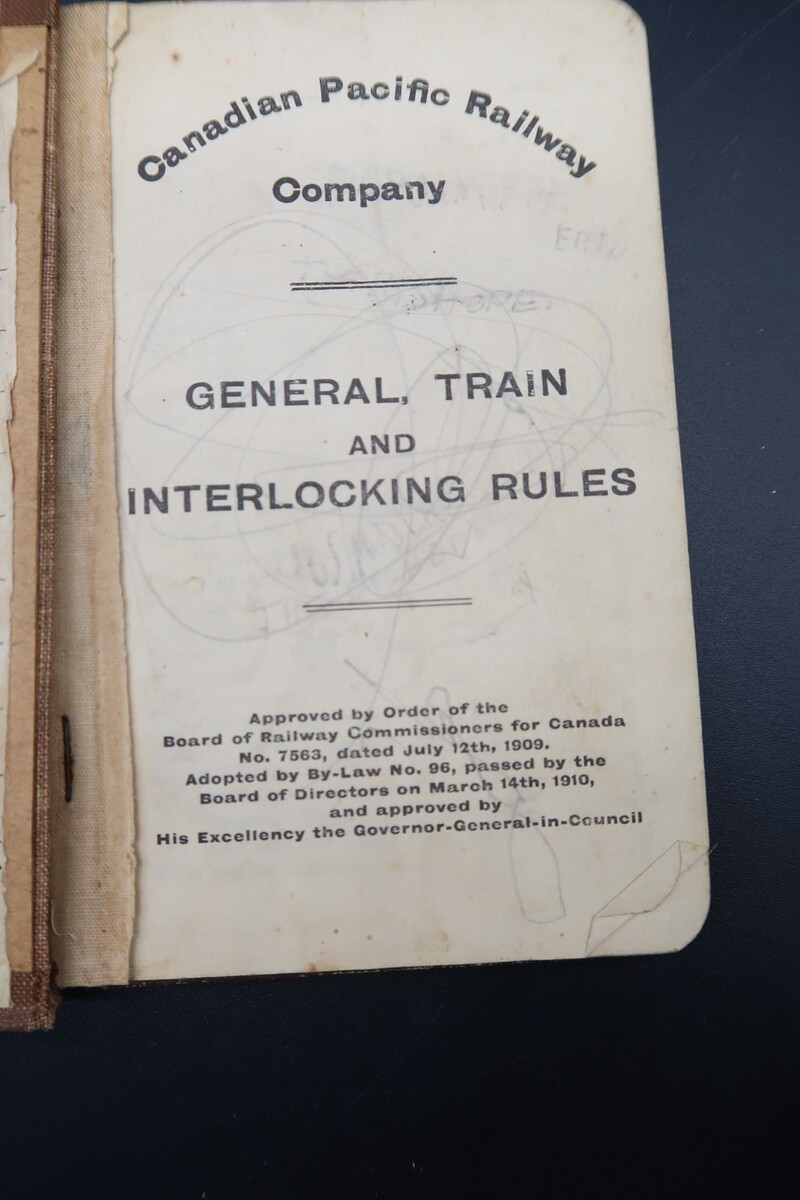 Canadian Pacific Railway
Company
ERIN
GENERAL, TRAIN
AND
INTERLOCKING RULES
Approved by Order of the
Board of Railway Commissioners for Canada
No. 7563, dated July 12th, 1909.
Adopted by By-Law No. 96, passed by the
Board of Directors on March 14th, 1910,
and approved by
His Excellency the Governor-General-in-Council